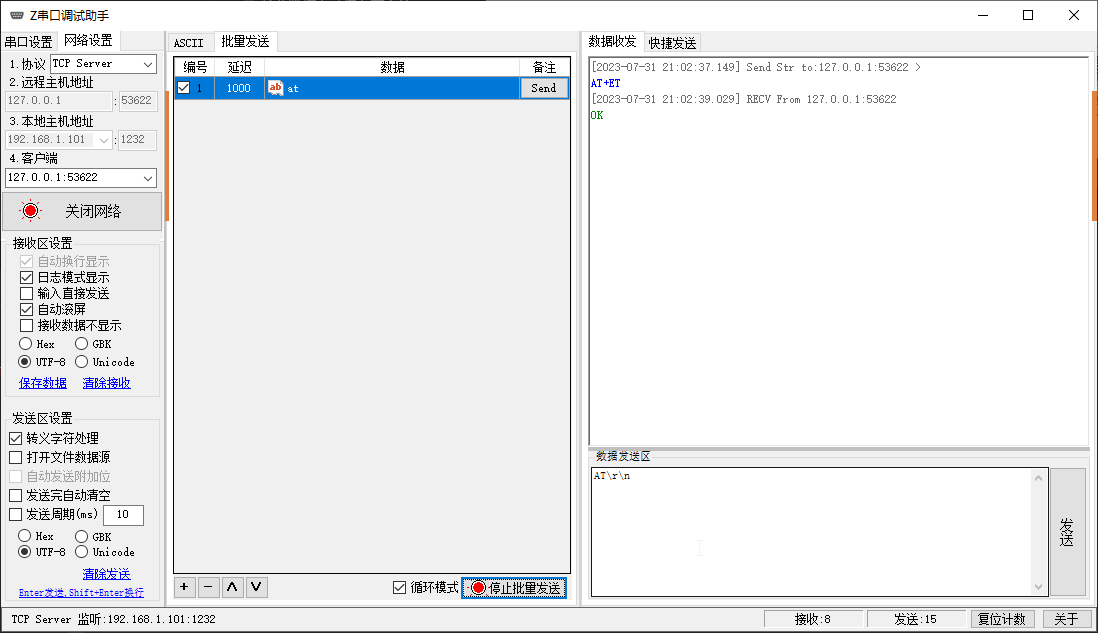 Z串口调试助手
串口设置 网络设置
1.协议 TCP Server
2.远程主机地址
127.0.0.1 : 53622
3.本地主机地址
192.168.1.101 : 1232
4.客户端
127.0.0.1:53622
关闭网络
接收区设置
自动换行显示
日志模式显示
输入直接发送
自动滚屏
接收数据不显示
Hex GBK
UTF-8 Unicode
保存数据 清除接收
发送区设置
转义字符处理
打开文件数据源
自动发送附加位
发送完自动清空
发送周期(ms) 10
Hex GBK
UTF-8 Unicode
清除发送
Enter发送,Shift+Enter换行
ASCII 批量发送
编号 延迟 数据 备注
1 1000 ab at Send
+ − ∧ ∨ 循环模式 停止批量发送
数据收发 快捷发送
[2023-07-31 21:02:37.149] Send Str to:127.0.0.1:53622 >
AT+ET
[2023-07-31 21:02:39.029] RECV From 127.0.0.1:53622
OK
数据发送区
AT\r\n
发送
TCP Server 监听:192.168.1.101:1232 接收:8 发送:15 复位计数 关于